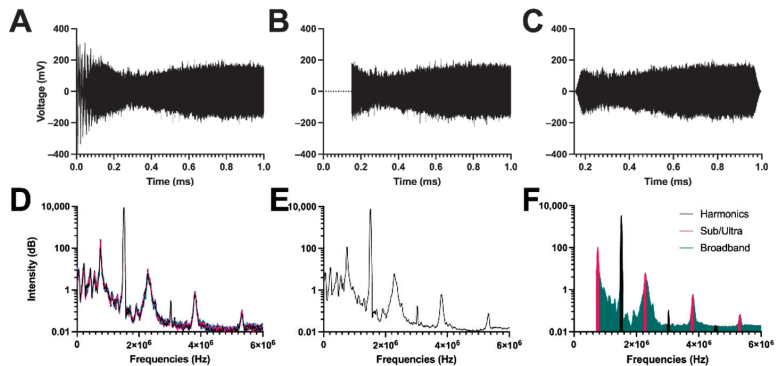 A
B
C
400
200
0
−200
−400
Voltage (mV)
0.0 0.2 0.4 0.6 0.8 1.0
Time (ms)
400
200
0
−200
−400
0.0 0.2 0.4 0.6 0.8 1.0
Time (ms)
400
200
0
−200
−400
0.2 0.4 0.6 0.8 1.0
Time (ms)
D
E
F
10,000
100
1
0.01
Intensity (dB)
0 2×10⁶ 4×10⁶ 6×10⁶
Frequencies (Hz)
10,000
100
1
0.01
0 2×10⁶ 4×10⁶ 6×10⁶
Frequencies (Hz)
10,000
100
1
0.01
0 2×10⁶ 4×10⁶ 6×10⁶
Frequencies (Hz)
Harmonics
Sub/Ultra
Broadband